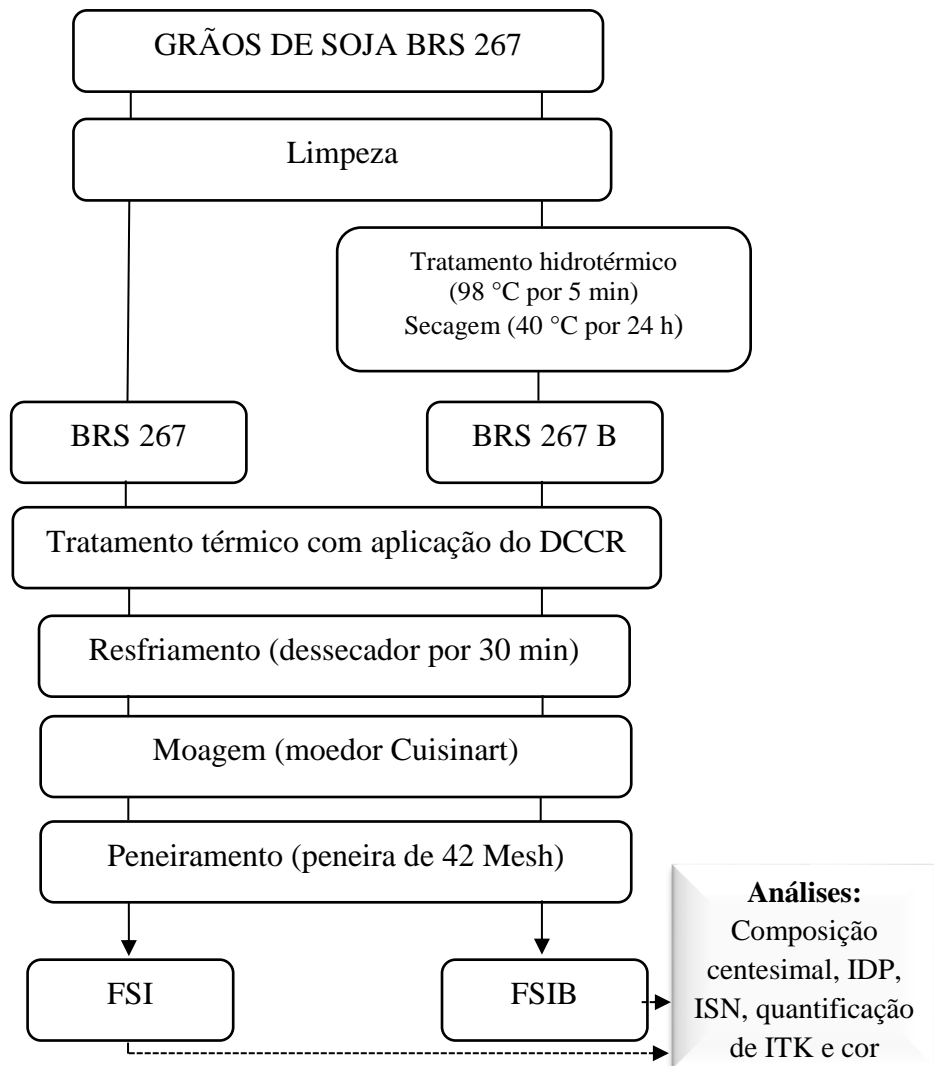 GRÃOS DE SOJA BRS 267
Limpeza
Tratamento hidrotérmico
(98 °C por 5 min)
Secagem (40 °C por 24 h)
BRS 267
BRS 267 B
Tratamento térmico com aplicação do DCCR
Resfriamento (dessecador por 30 min)
Moagem (moedor Cuisinart)
Peneiramento (peneira de 42 Mesh)
FSI
FSIB
Análises:
Composição
centesimal, IDP,
ISN, quantificação
de ITK e cor